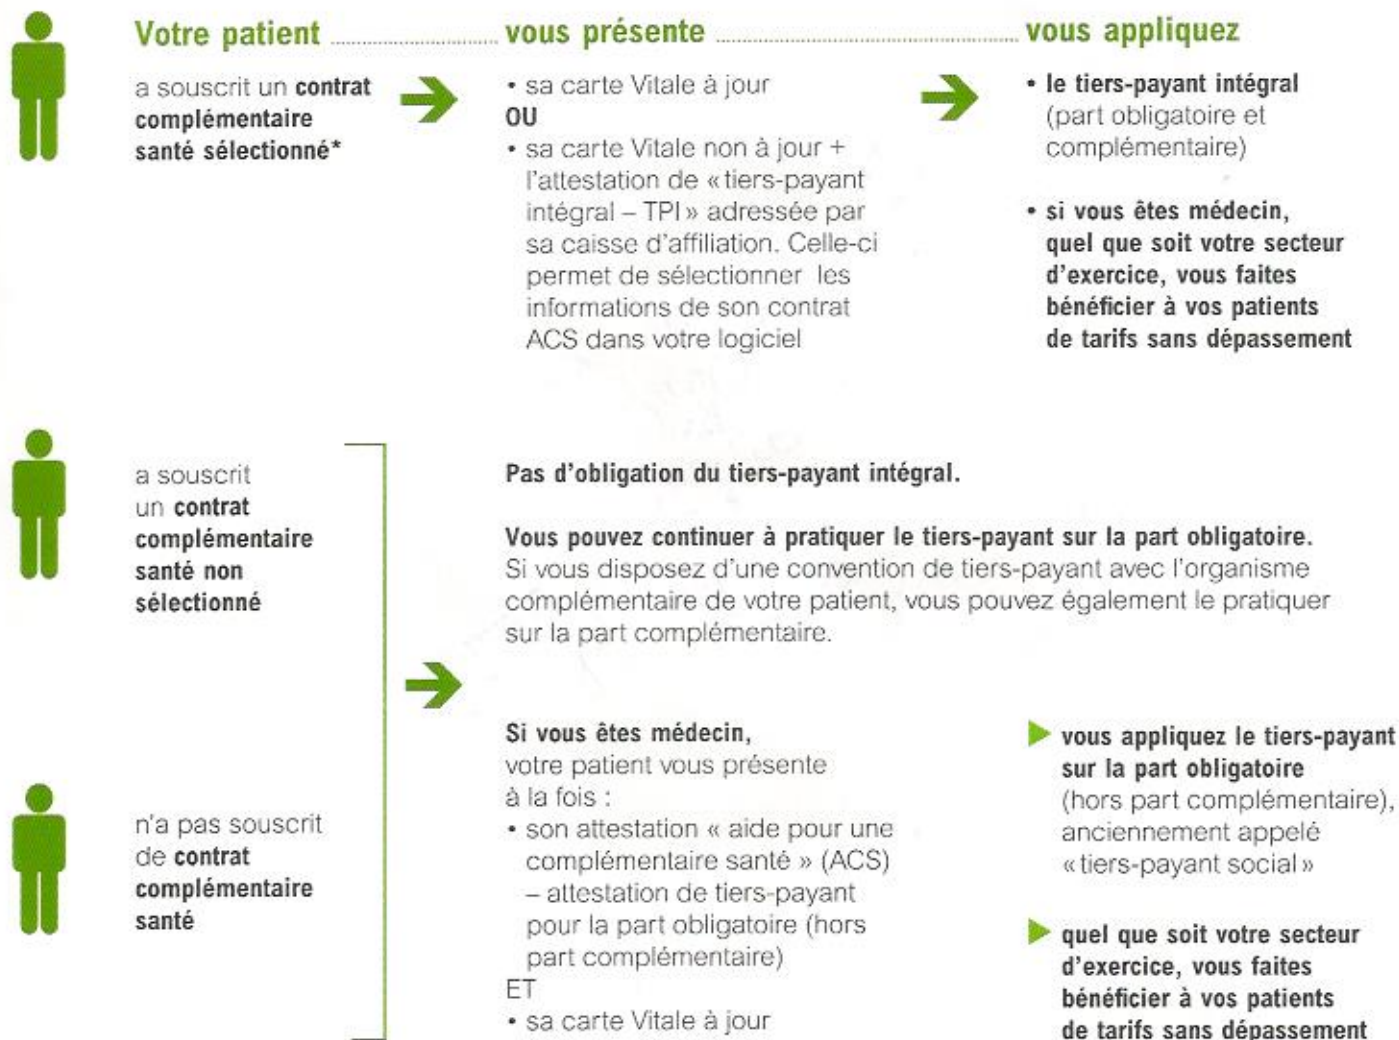 Votre patient vous présente vous appliquez
a souscrit un contrat
complémentaire
santé sélectionné*
• sa carte Vitale à jour
OU
• sa carte Vitale non à jour +
l'attestation de « tiers-payant
intégral – TPI » adressée par
sa caisse d'affiliation. Celle-ci
permet de sélectionner les
informations de son contrat
ACS dans votre logiciel
• le tiers-payant intégral
(part obligatoire et
complémentaire)
• si vous êtes médecin,
quel que soit votre secteur
d'exercice, vous faites
bénéficier à vos patients
de tarifs sans dépassement
a souscrit
un contrat
complémentaire
santé non
sélectionné
Pas d'obligation du tiers-payant intégral.
Vous pouvez continuer à pratiquer le tiers-payant sur la part obligatoire.
Si vous disposez d'une convention de tiers-payant avec l'organisme
complémentaire de votre patient, vous pouvez également le pratiquer
sur la part complémentaire.
n'a pas souscrit
de contrat
complémentaire
santé
Si vous êtes médecin,
votre patient vous présente
à la fois :
• son attestation « aide pour une
complémentaire santé » (ACS)
– attestation de tiers-payant
pour la part obligatoire (hors
part complémentaire)
ET
• sa carte Vitale à jour
vous appliquez le tiers-payant
sur la part obligatoire
(hors part complémentaire),
anciennement appelé
« tiers-payant social »
quel que soit votre secteur
d'exercice, vous faites
bénéficier à vos patients
de tarifs sans dépassement